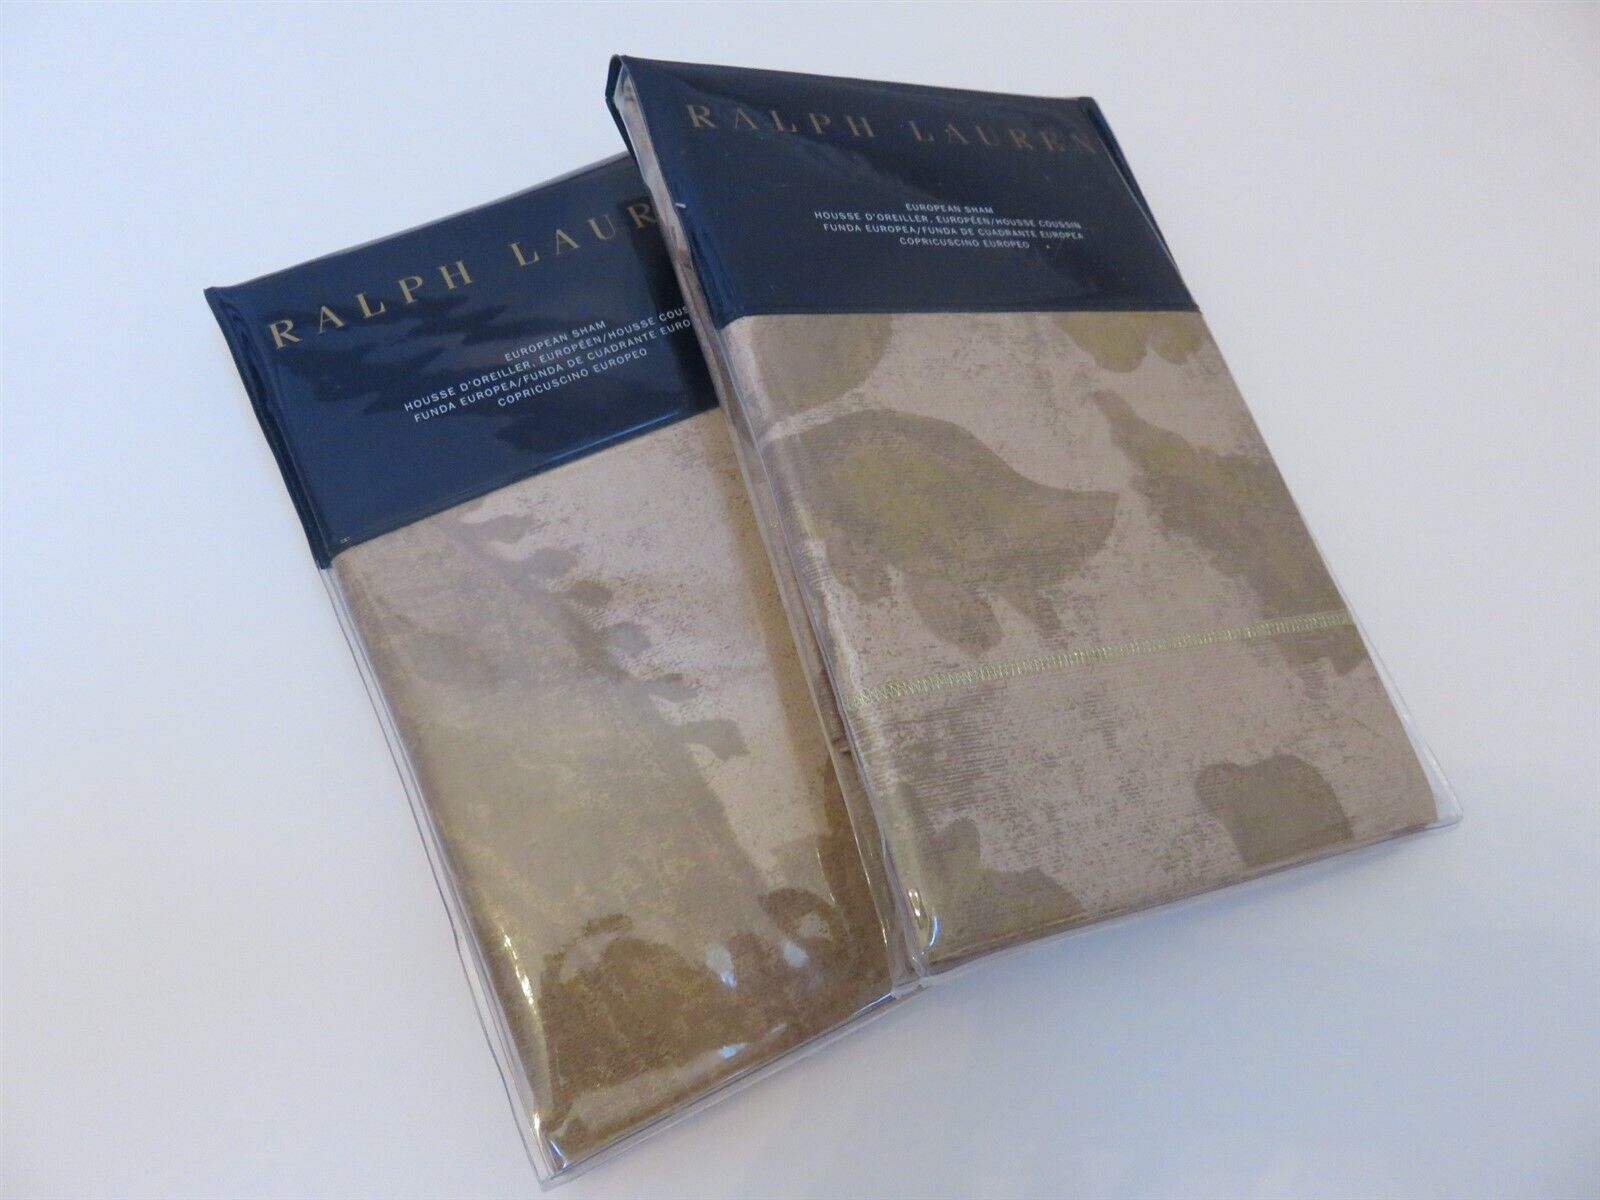 RALPH LAUR
EUROPEAN SHAM
HOUSSE D'OREILLER, EUROPÉEN/HOUSSE COUS
FUNDA EUROPEA/FUNDA DE CUADRANTE EURO
COPRICUSCINO EUROPEO
RALPH LAUREN
EUROPEAN SHAM
HOUSSE D'OREILLER, EUROPÉEN/HOUSSE COUSSIN
FUNDA EUROPEA/FUNDA DE CUADRANTE EUROPEA
COPRICUSCINO EUROPEO